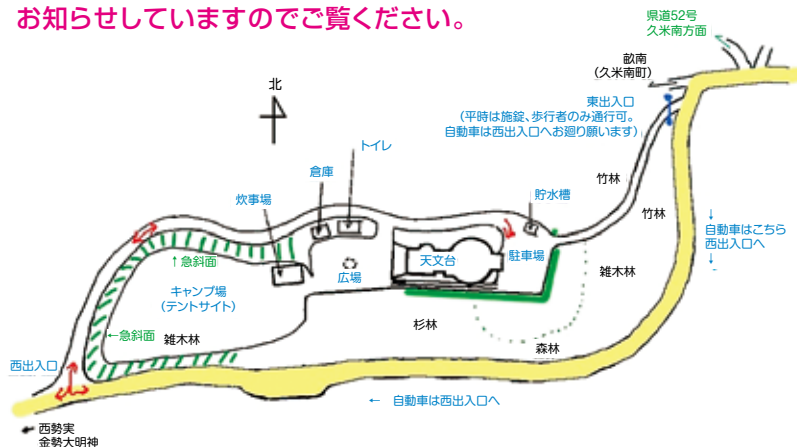 お知らせしていますのでご覧ください。
県道52号
久米南方面
畝南
(久米南町)
北
東出入口
(平時は施錠、歩行者のみ通行可。
自動車は西出入口へお廻り願います)
トイレ
倉庫
炊事場
竹林
貯水槽
竹林
↓
自動車はこちら
西出入口へ
↓
駐車場
天文台
広場
雑木林
↑急斜面
キャンプ場
(テントサイト)
杉林
←急斜面
雑木林
森林
西出入口
← 自動車は西出入口へ
西勢実
金勢大明神